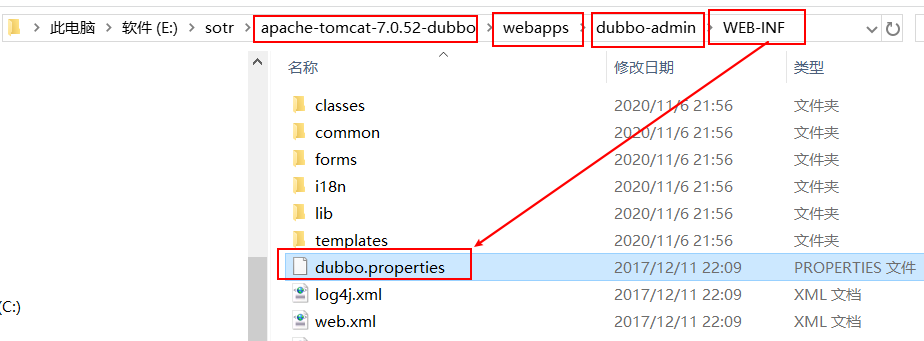 此电脑 软件 (E:) sotr apache-tomcat-7.0.52-dubbo webapps dubbo-admin WEB-INF
名称 修改日期 类型
classes 2020/11/6 21:56 文件夹
common 2020/11/6 21:56 文件夹
forms 2020/11/6 21:56 文件夹
i18n 2020/11/6 21:56 文件夹
lib 2020/11/6 21:56 文件夹
templates 2020/11/6 21:56 文件夹
dubbo.properties 2017/12/11 22:09 PROPERTIES 文件
(C:) log4j.xml 2017/12/11 22:09 XML 文档
web.xml 2017/12/11 22:09 XML 文档